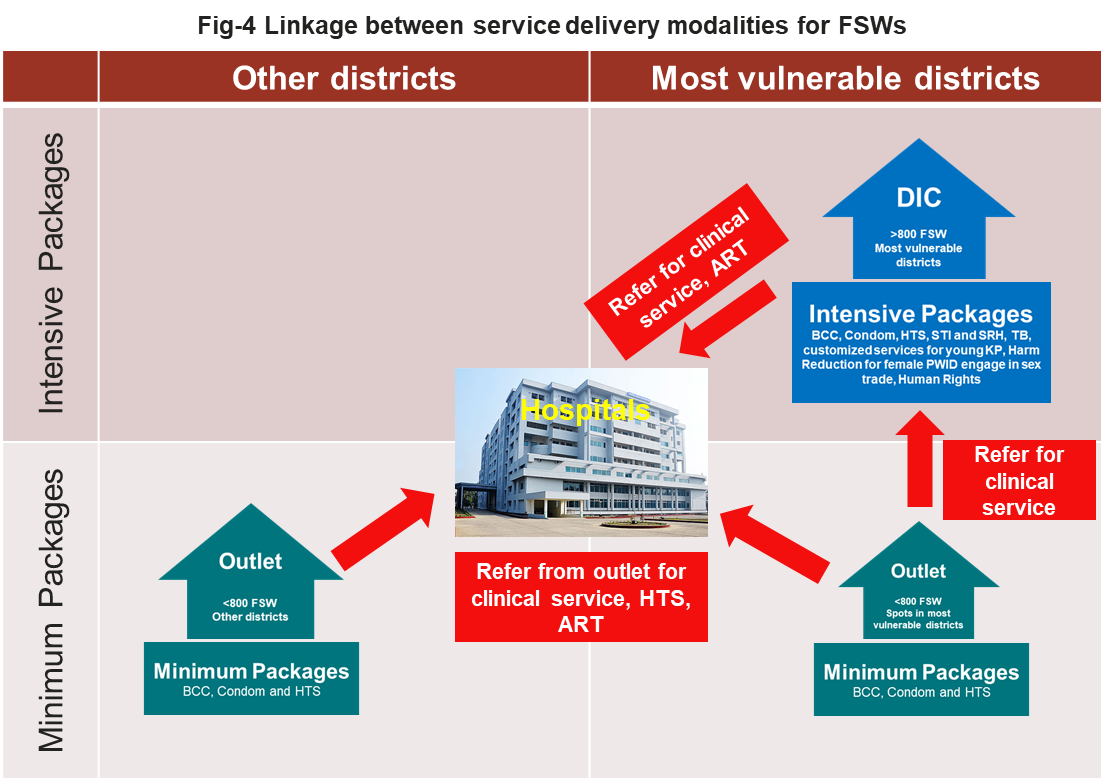 Fig-4 Linkage between service delivery modalities for FSWs
Other districts
Most vulnerable districts
Intensive Packages
DIC
>800 FSW
Most vulnerable
districts
Refer for clinical
service, ART
Intensive Packages
BCC, Condom, HTS, STI and SRH, TB,
customized services for young KP, Harm
Reduction for female PWID engage in sex
trade, Human Rights
Hospitals
Minimum Packages
Refer for
clinical
service
Outlet
<800 FSW
Other districts
Minimum Packages
BCC, Condom and HTS
Refer from outlet for
clinical service, HTS,
ART
Outlet
<800 FSW
Spots in most
vulnerable districts
Minimum Packages
BCC, Condom and HTS